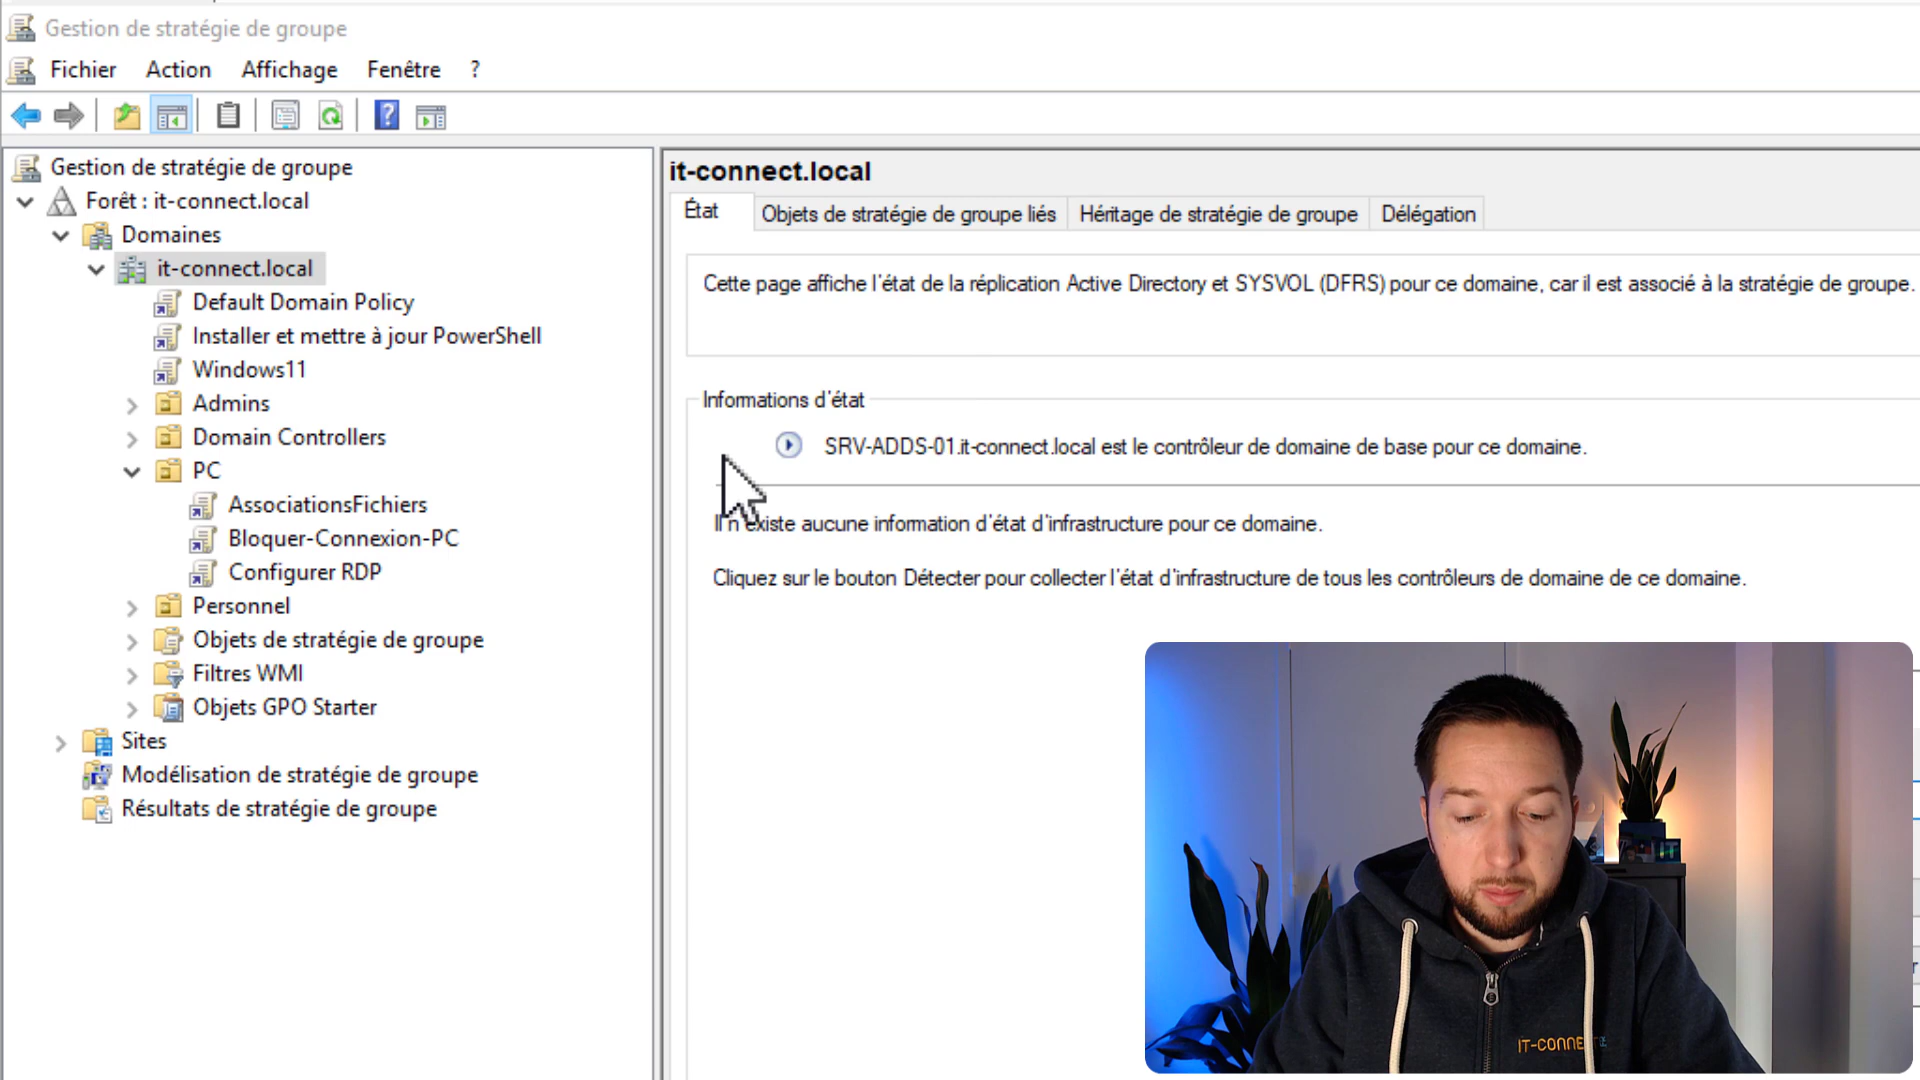 Gestion de stratégie de groupe
Fichier Action Affichage Fenêtre ?
Gestion de stratégie de groupe
Forêt : it-connect.local
Domaines
it-connect.local
Default Domain Policy
Installer et mettre à jour PowerShell
Windows11
Admins
Domain Controllers
PC
AssociationsFichiers
Bloquer-Connexion-PC
Configurer RDP
Personnel
Objets de stratégie de groupe
Filtres WMI
Objets GPO Starter
Sites
Modélisation de stratégie de groupe
Résultats de stratégie de groupe
it-connect.local
État Objets de stratégie de groupe liés Héritage de stratégie de groupe Délégation
Cette page affiche l'état de la réplication Active Directory et SYSVOL (DFRS) pour ce domaine, car il est associé à la stratégie de groupe.
Informations d'état
SRV-ADDS-01.it-connect.local est le contrôleur de domaine de base pour ce domaine.
Il n'existe aucune information d'état d'infrastructure pour ce domaine.
Cliquez sur le bouton Détecter pour collecter l'état d'infrastructure de tous les contrôleurs de domaine de ce domaine.
IT